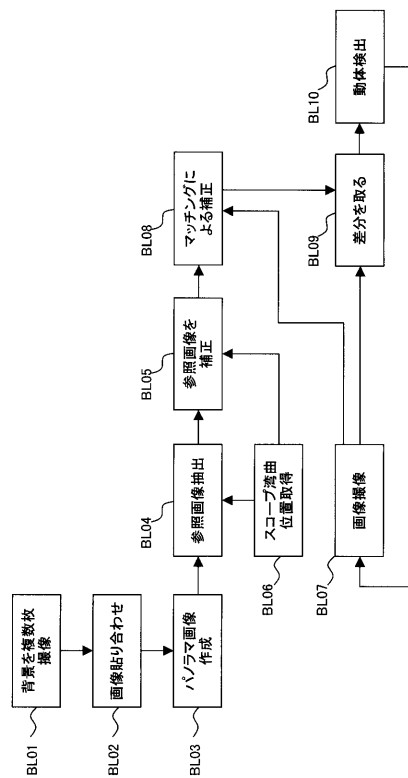 BL01
背景を複数枚
撮像
BL02
画像貼り合わせ
BL03
パノラマ画像
作成
BL04
参照画像抽出
BL05
参照画像を
補正
BL06
スコープ湾曲
位置取得
BL07
画像撮像
BL08
マッチングに
よる補正
BL09
差分を取る
BL10
動体検出